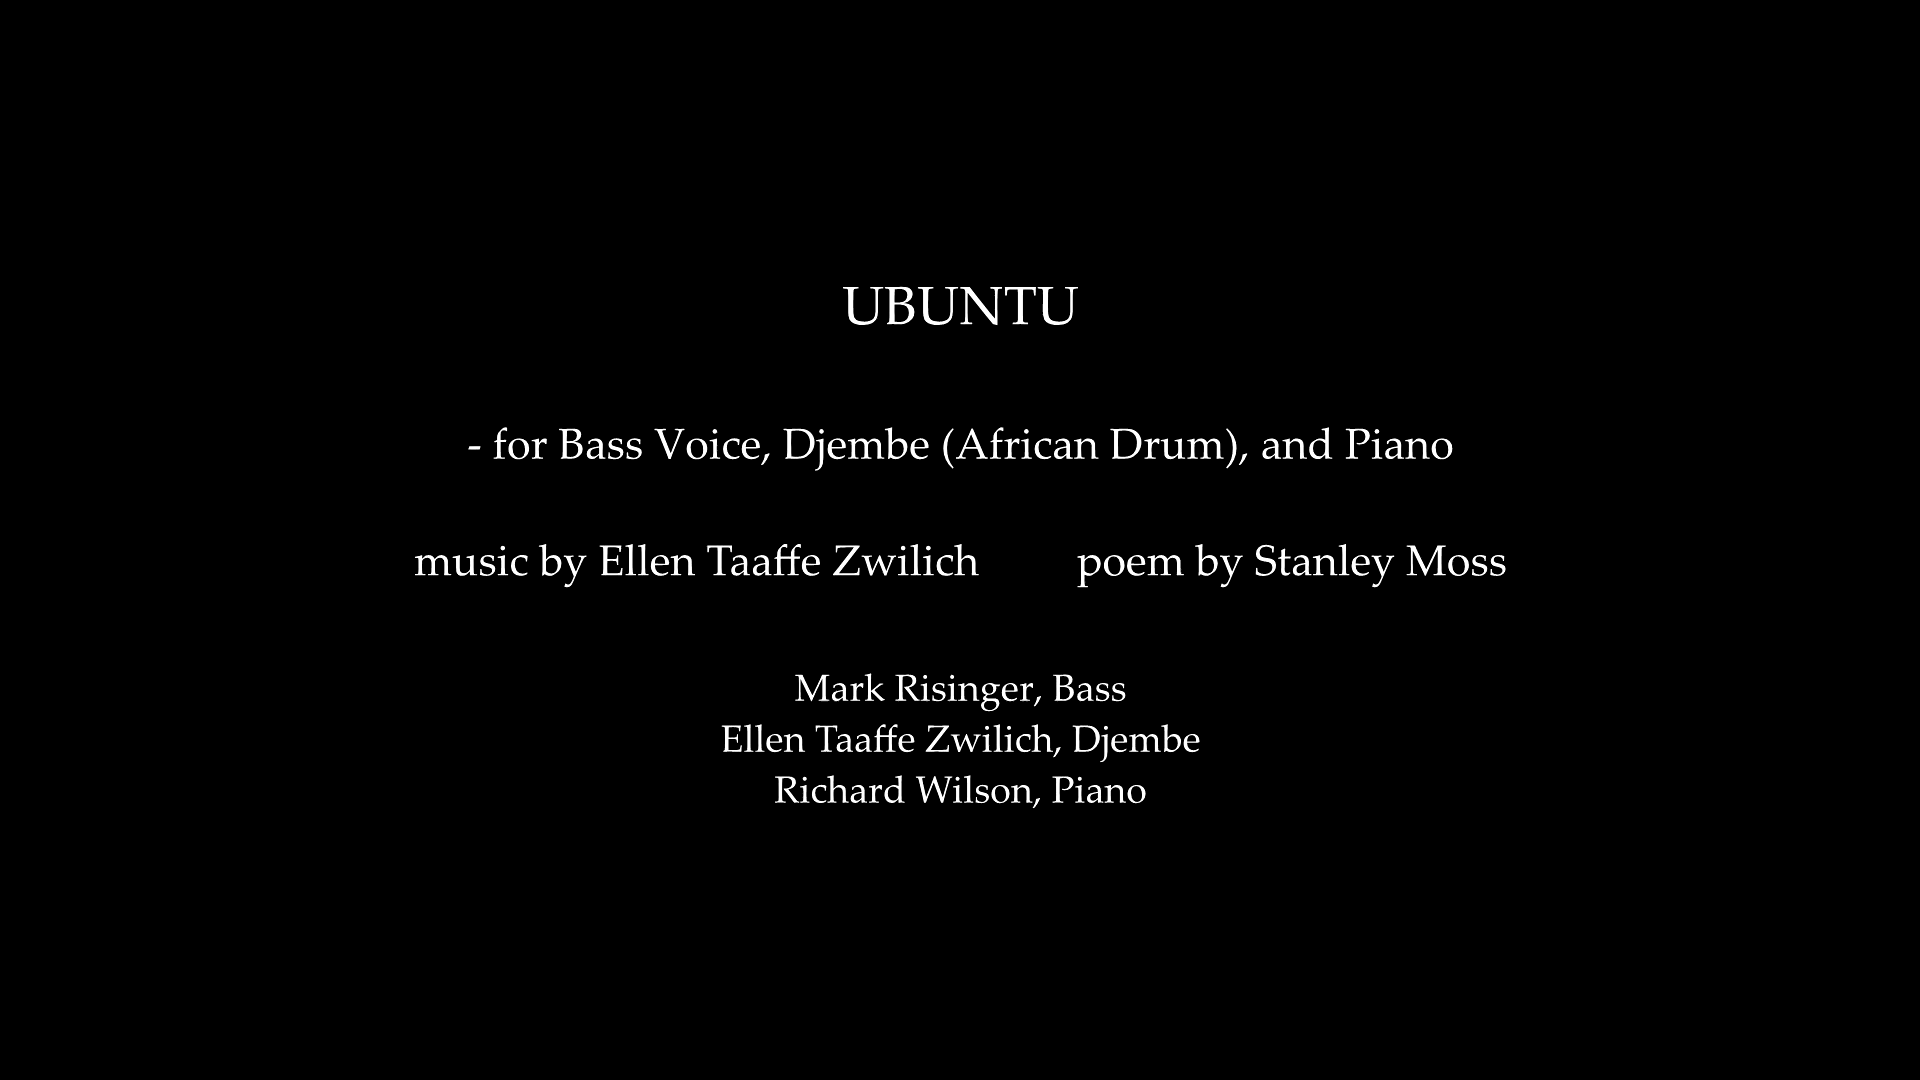 UBUNTU
- for Bass Voice, Djembe (African Drum), and Piano
music by Ellen Taaffe Zwilich poem by Stanley Moss
Mark Risinger, Bass
Ellen Taaffe Zwilich, Djembe
Richard Wilson, Piano